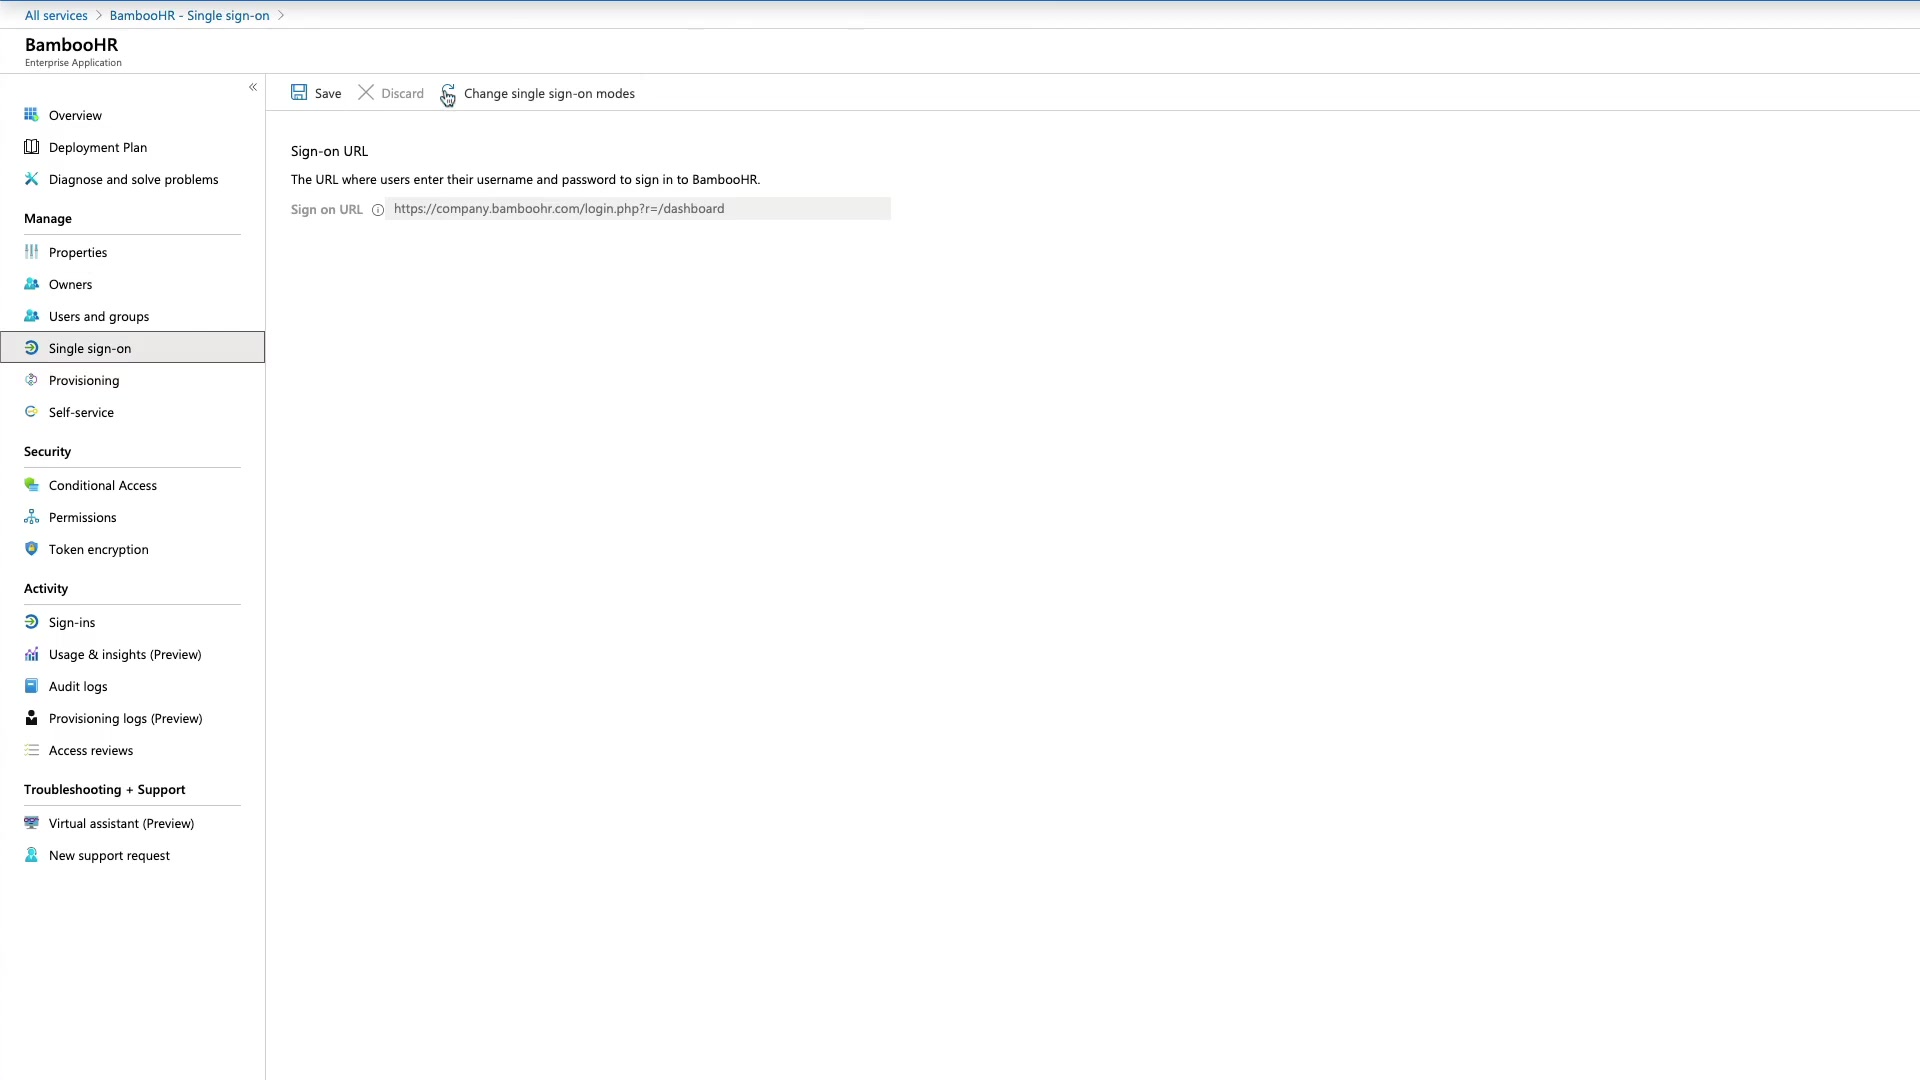 All services > BambooHR - Single sign-on >
BambooHR
Enterprise Application
«
Save Discard Change single sign-on modes
Overview
Deployment Plan
Diagnose and solve problems
Manage
Properties
Owners
Users and groups
Single sign-on
Provisioning
Self-service
Security
Conditional Access
Permissions
Token encryption
Activity
Sign-ins
Usage & insights (Preview)
Audit logs
Provisioning logs (Preview)
Access reviews
Troubleshooting + Support
Virtual assistant (Preview)
New support request
Sign-on URL
The URL where users enter their username and password to sign in to BambooHR.
Sign on URL https://company.bamboohr.com/login.php?r=/dashboard